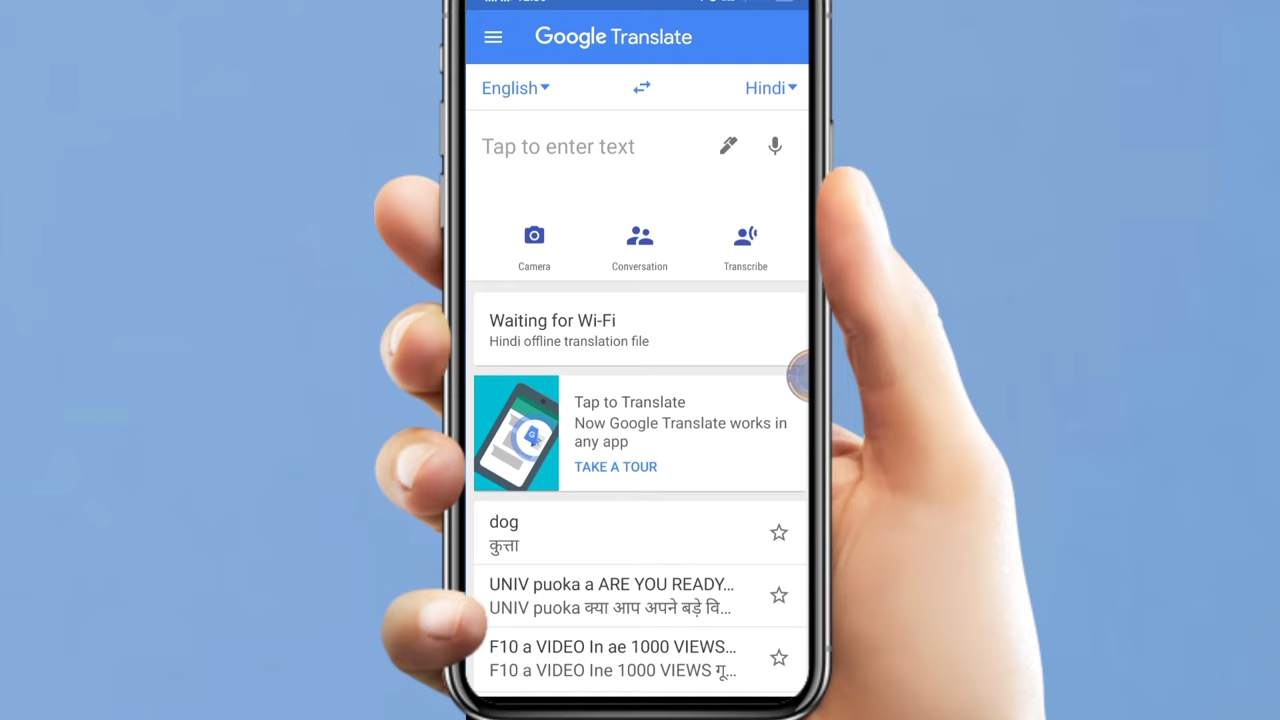 Google Translate
English
Hindi
Tap to enter text
Camera
Conversation
Transcribe
Waiting for Wi-Fi
Hindi offline translation file
Tap to Translate
Now Google Translate works in
any app
TAKE A TOUR
dog
कुत्ता
UNIV puoka a ARE YOU READY...
UNIV puoka क्या आप अपने बड़े वि...
F10 a VIDEO In ae 1000 VIEWS...
F10 a VIDEO Ine 1000 VIEWS गू...